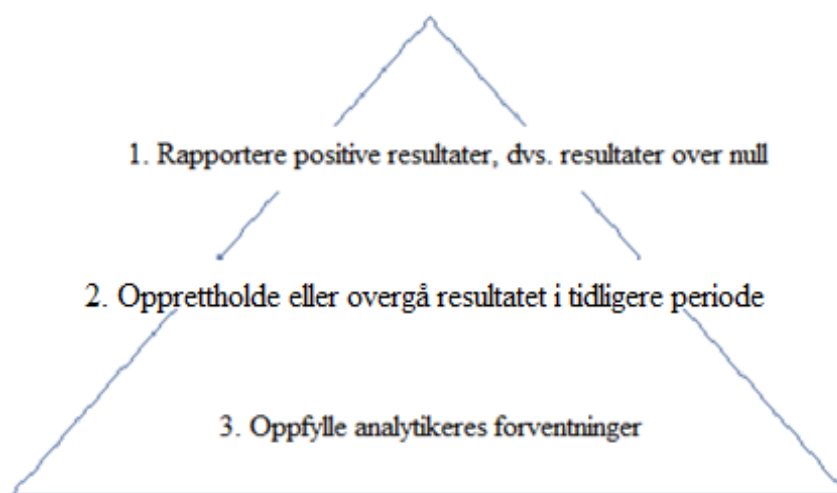 1. Rapportere positive resultater, dvs. resultater over null
2. Opprettholde eller overgå resultatet i tidligere periode
3. Oppfylle analytikeres forventninger